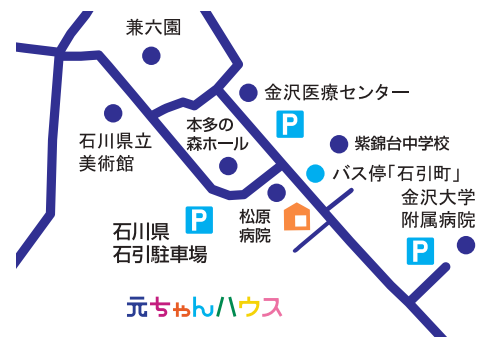 兼六園
金沢医療センター
P
本多の
森ホール
石川県立
美術館
紫錦台中学校
バス停「石引町」
金沢大学
附属病院
P
松原
病院
P
石川県
石引駐車場
元ちゃんハウス